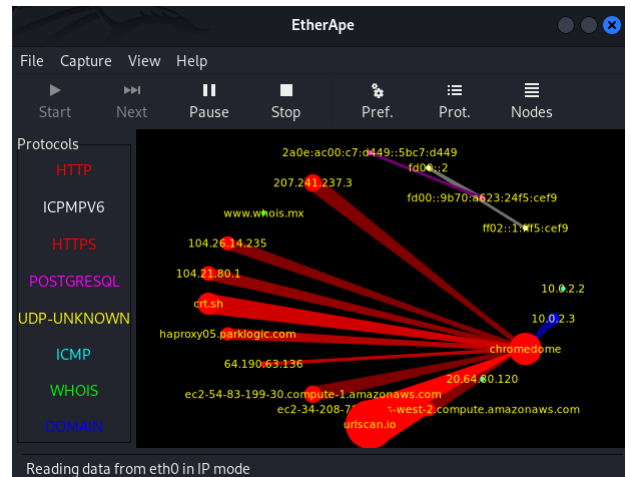 EtherApe
File Capture View Help
Start Next Pause Stop Pref. Prot. Nodes
Protocols
HTTP
ICPMPV6
HTTPS
POSTGRESQL
UDP-UNKNOWN
ICMP
WHOIS
DOMAIN
2a0e:ac00:c7:d449::5bc7:d449
fd00::2
207.241.237.3
fd00::9b70:a623:24f5:cef9
www.whois.mx
ff02::1:ff5:cef9
104.26.14.235
104.21.80.1
10.0.2.2
crt.sh
10.0.2.3
haproxy05.parklogic.com
chromedome
64.190.63.136
20.64.80.120
ec2-54-83-199-30.compute-1.amazonaws.com
ec2-34-208-7 s-west-2.compute.amazonaws.com
urlscan.io
Reading data from eth0 in IP mode